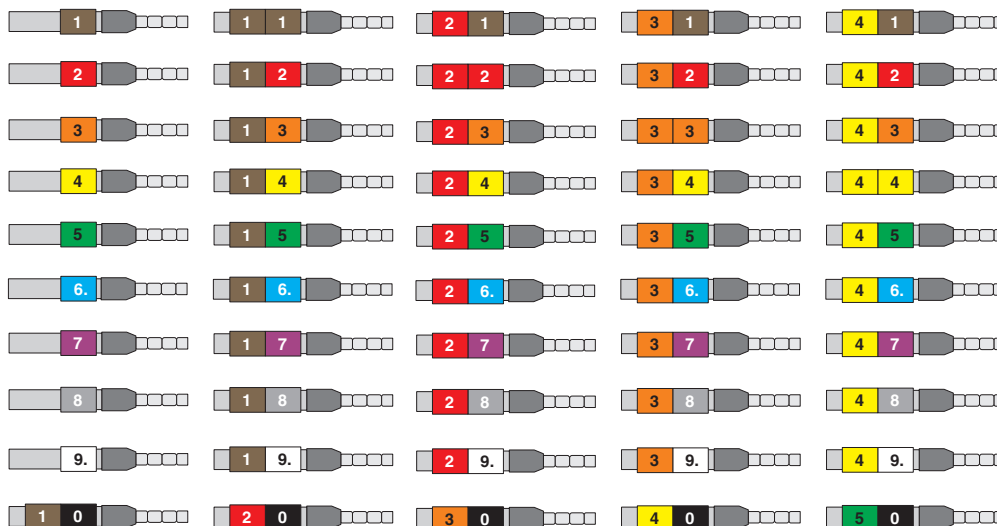 1 1 1 2 1 3 1 4 1
2 1 2 2 2 3 2 4 2
3 1 3 2 3 3 3 4 3
4 1 4 2 4 3 4 4 4
5 1 5 2 5 3 5 4 5
6. 1 6. 2 6. 3 6. 4 6.
7 1 7 2 7 3 7 4 7
8 1 8 2 8 3 8 4 8
9. 1 9. 2 9. 3 9. 4 9.
1 0 2 0 3 0 4 0 5 0